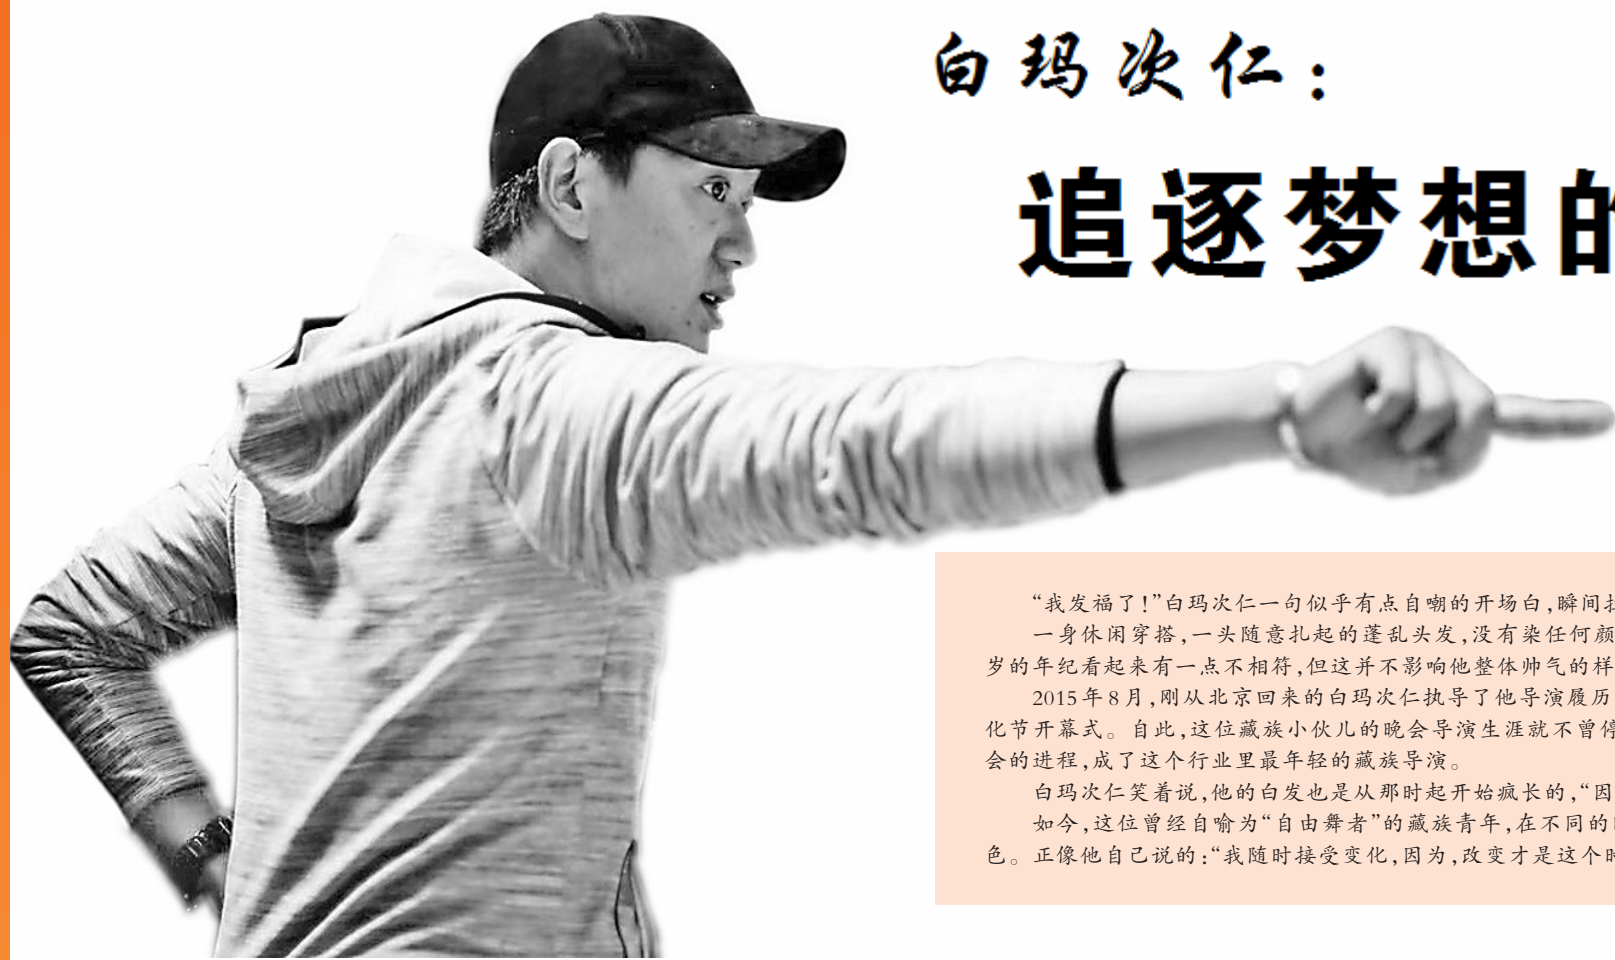 白玛次仁：
追逐梦想的
“我发福了！”白玛次仁一句似乎有点自嘲的开场白，瞬间拉
一身休闲穿搭，一头随意扎起的蓬乱头发，没有染任何颜
岁的年纪看起来有一点不相符，但这并不影响他整体帅气的样
2015年8月，刚从北京回来的白玛次仁执导了他导演履历
化节开幕式。自此，这位藏族小伙儿的晚会导演生涯就不曾停
会的进程，成了这个行业里最年轻的藏族导演。
白玛次仁笑着说，他的白发也是从那时起开始疯长的，“因
如今，这位曾经自喻为“自由舞者”的藏族青年，在不同的
色。正像他自己说的：“我随时接受变化，因为，改变才是这个时